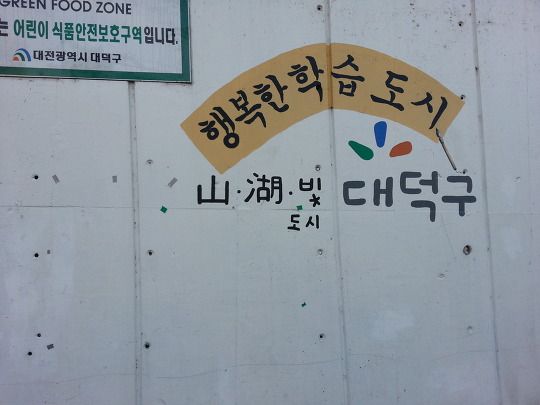 GREEN FOOD ZONE
는 어린이 식품안전보호구역입니다.
대전광역시 대덕구
행복한 학습 도시
山·湖·빛 대덕구
도시